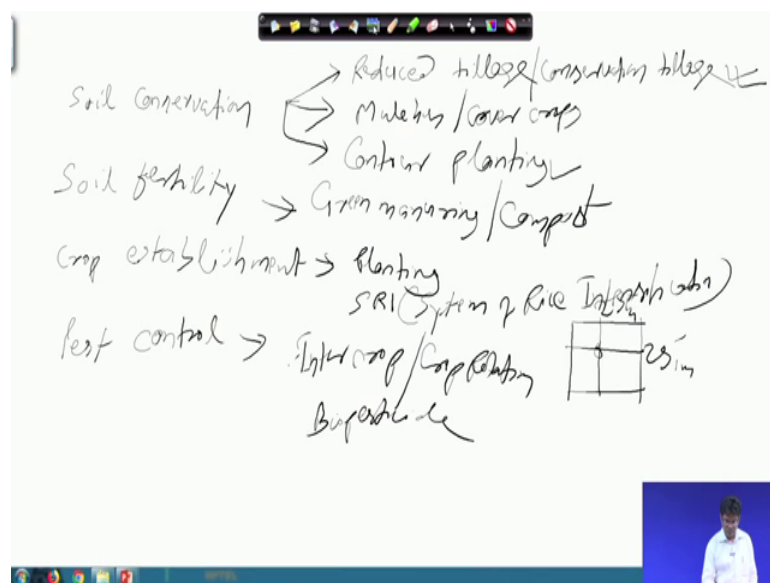 Soil Conservation → Reduced tillage/Conservation tillage
→ Mulching/Cover crops
→ Contour planting
Soil fertility → Green manuring/Compost
Crop establishment → Planting
SRI (System of Rice Intensification)
Pest control → Intercrop/Crop Rotation
25
Biopesticide
NPTEL